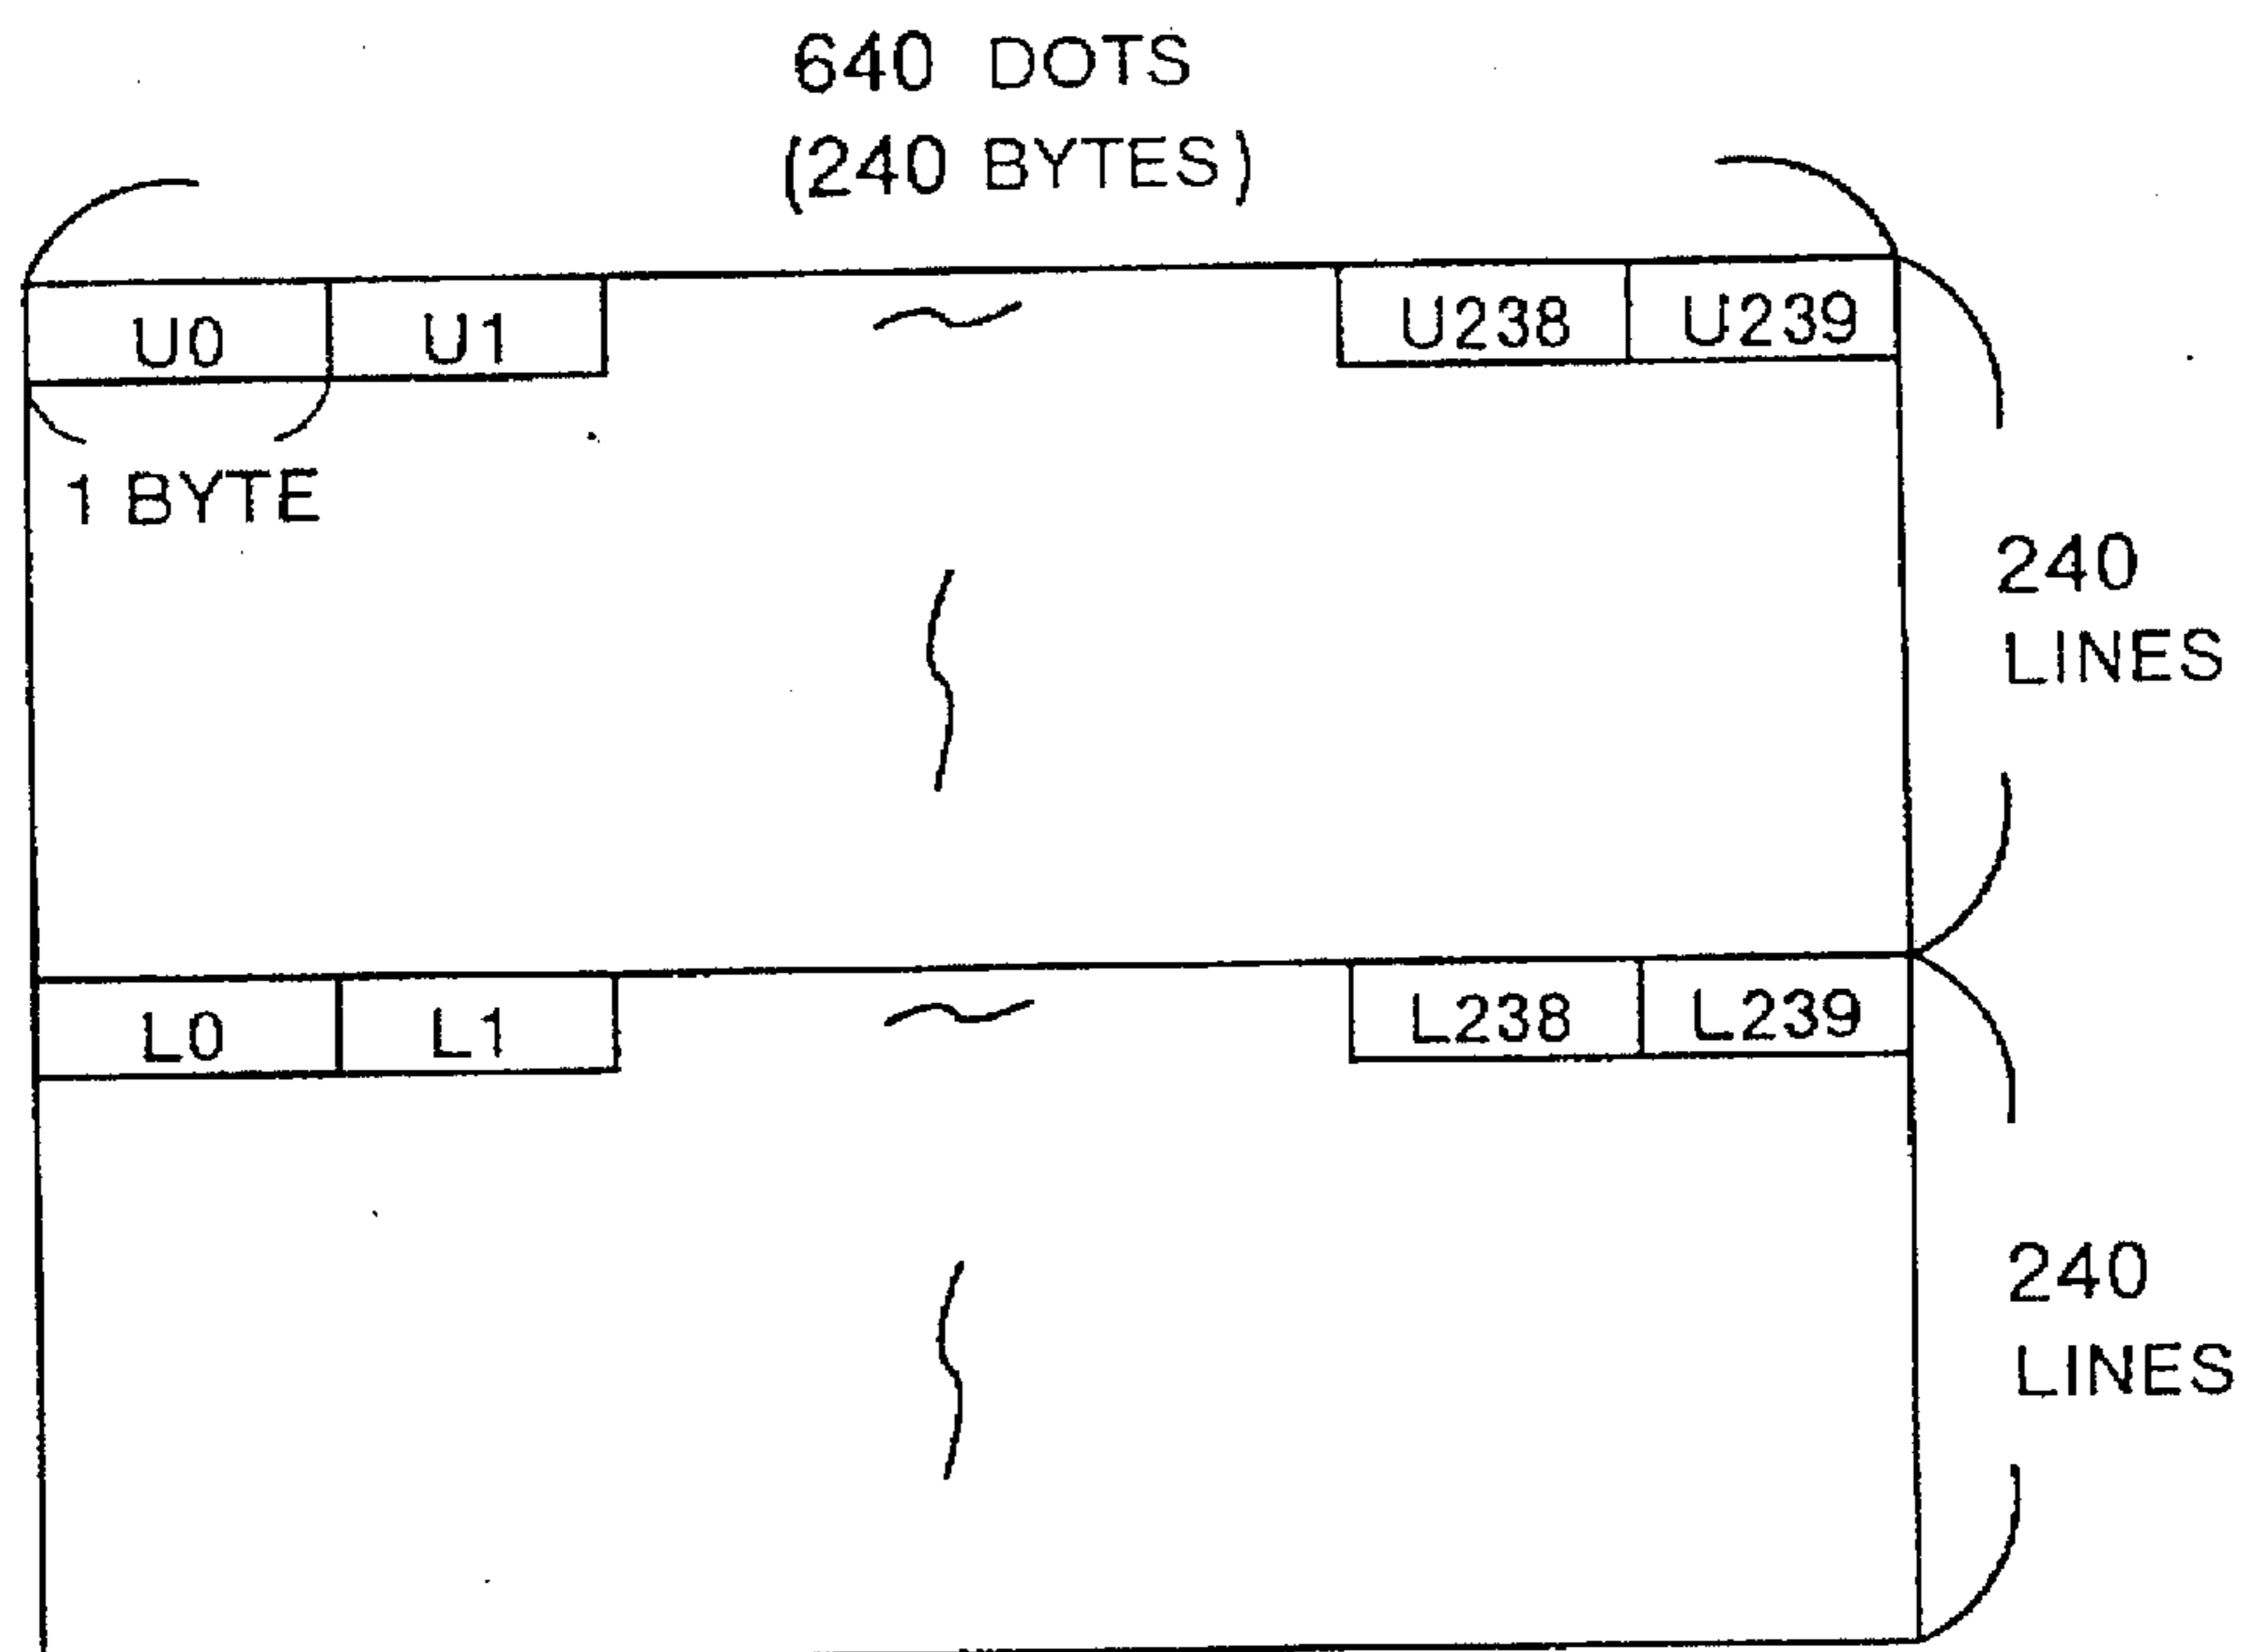 640 DOTS
(240 BYTES)
U0 U1 U238 U239
1 BYTE
240
LINES
L0 L1 L238 L239
240
LINES